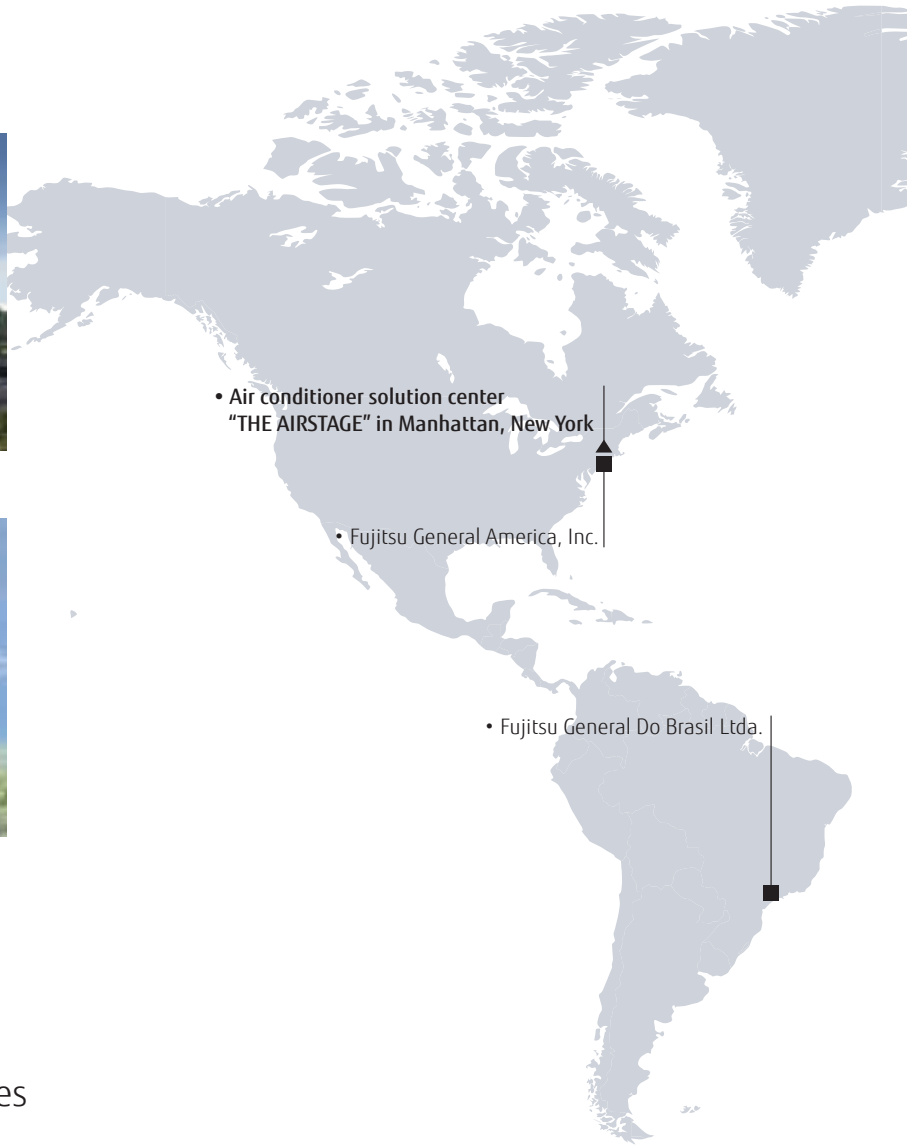 • Air conditioner solution center
"THE AIRSTAGE" in Manhattan, New York
• Fujitsu General America, Inc.
• Fujitsu General Do Brasil Ltda.
es